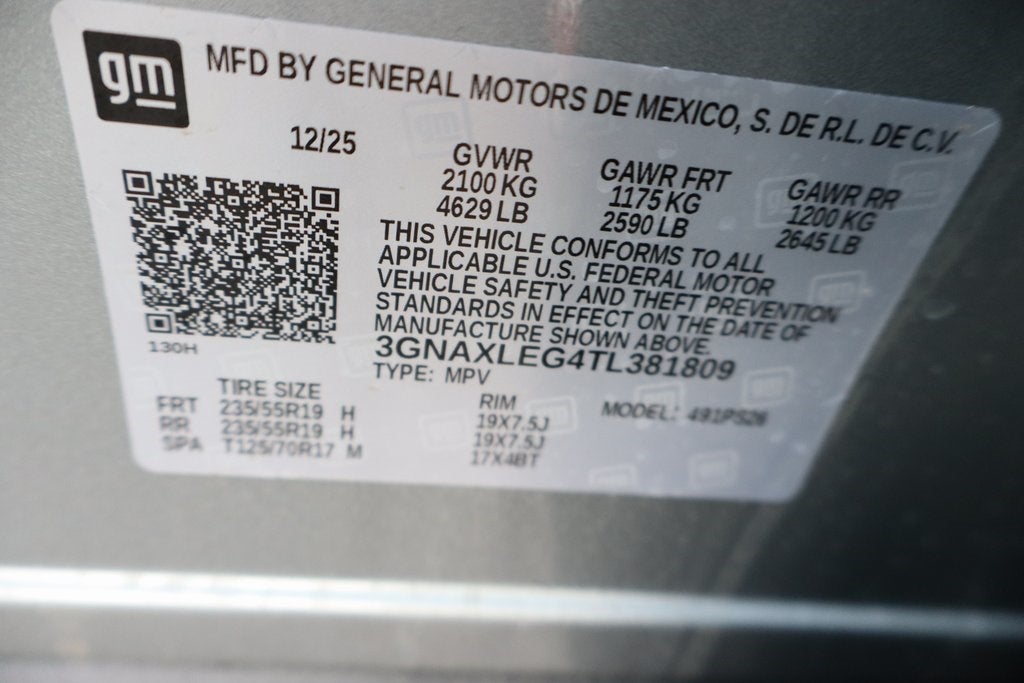 gm
MFD BY GENERAL MOTORS DE MEXICO, S. DE R.L. DE C.V.
12/25
GVWR GAWR FRT GAWR RR
2100 KG 1175 KG 1200 KG
4629 LB 2590 LB 2645 LB
THIS VEHICLE CONFORMS TO ALL
APPLICABLE U.S. FEDERAL MOTOR
VEHICLE SAFETY AND THEFT PREVENTION
STANDARDS IN EFFECT ON THE DATE OF
MANUFACTURE SHOWN ABOVE.
130H
3GNAXLEG4TL381809
TYPE: MPV
TIRE SIZE RIM MODEL: 491PS26
FRT 235/55R19 H 19X7.5J
RR 235/55R19 H 19X7.5J
SPA T125/70R17 M 17X4BT